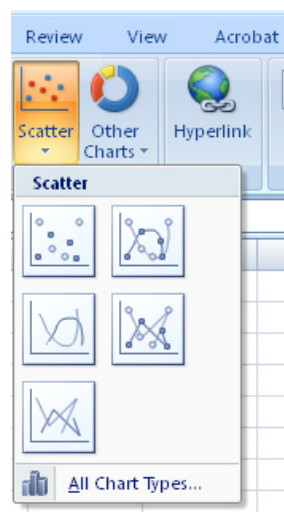 Review View Acrobat
Scatter Other Charts Hyperlink
Scatter
All Chart Types...